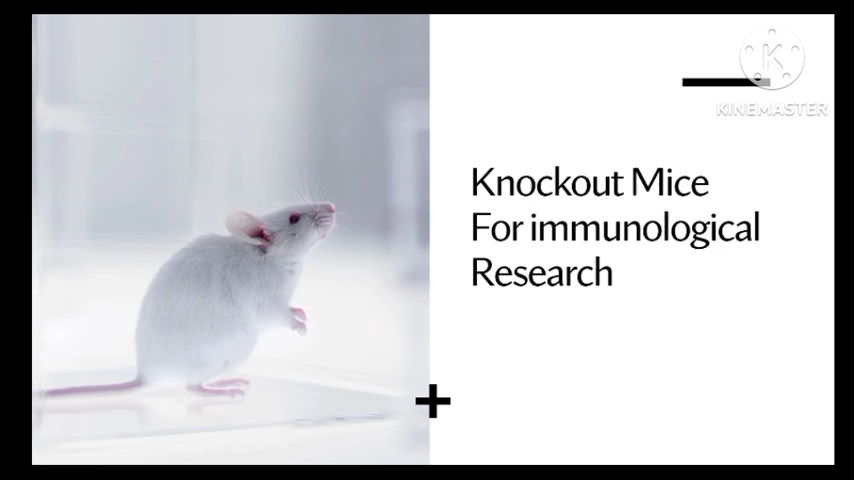 K
KINEMASTER
Knockout Mice
For immunological
Research